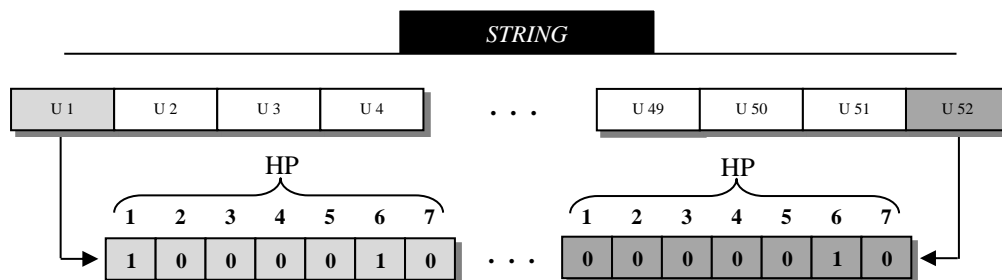 STRING
U 1 U 2 U 3 U 4 . . . U 49 U 50 U 51 U 52
HP HP
1 2 3 4 5 6 7 1 2 3 4 5 6 7
1 0 0 0 0 1 0 . . . 0 0 0 0 0 1 0